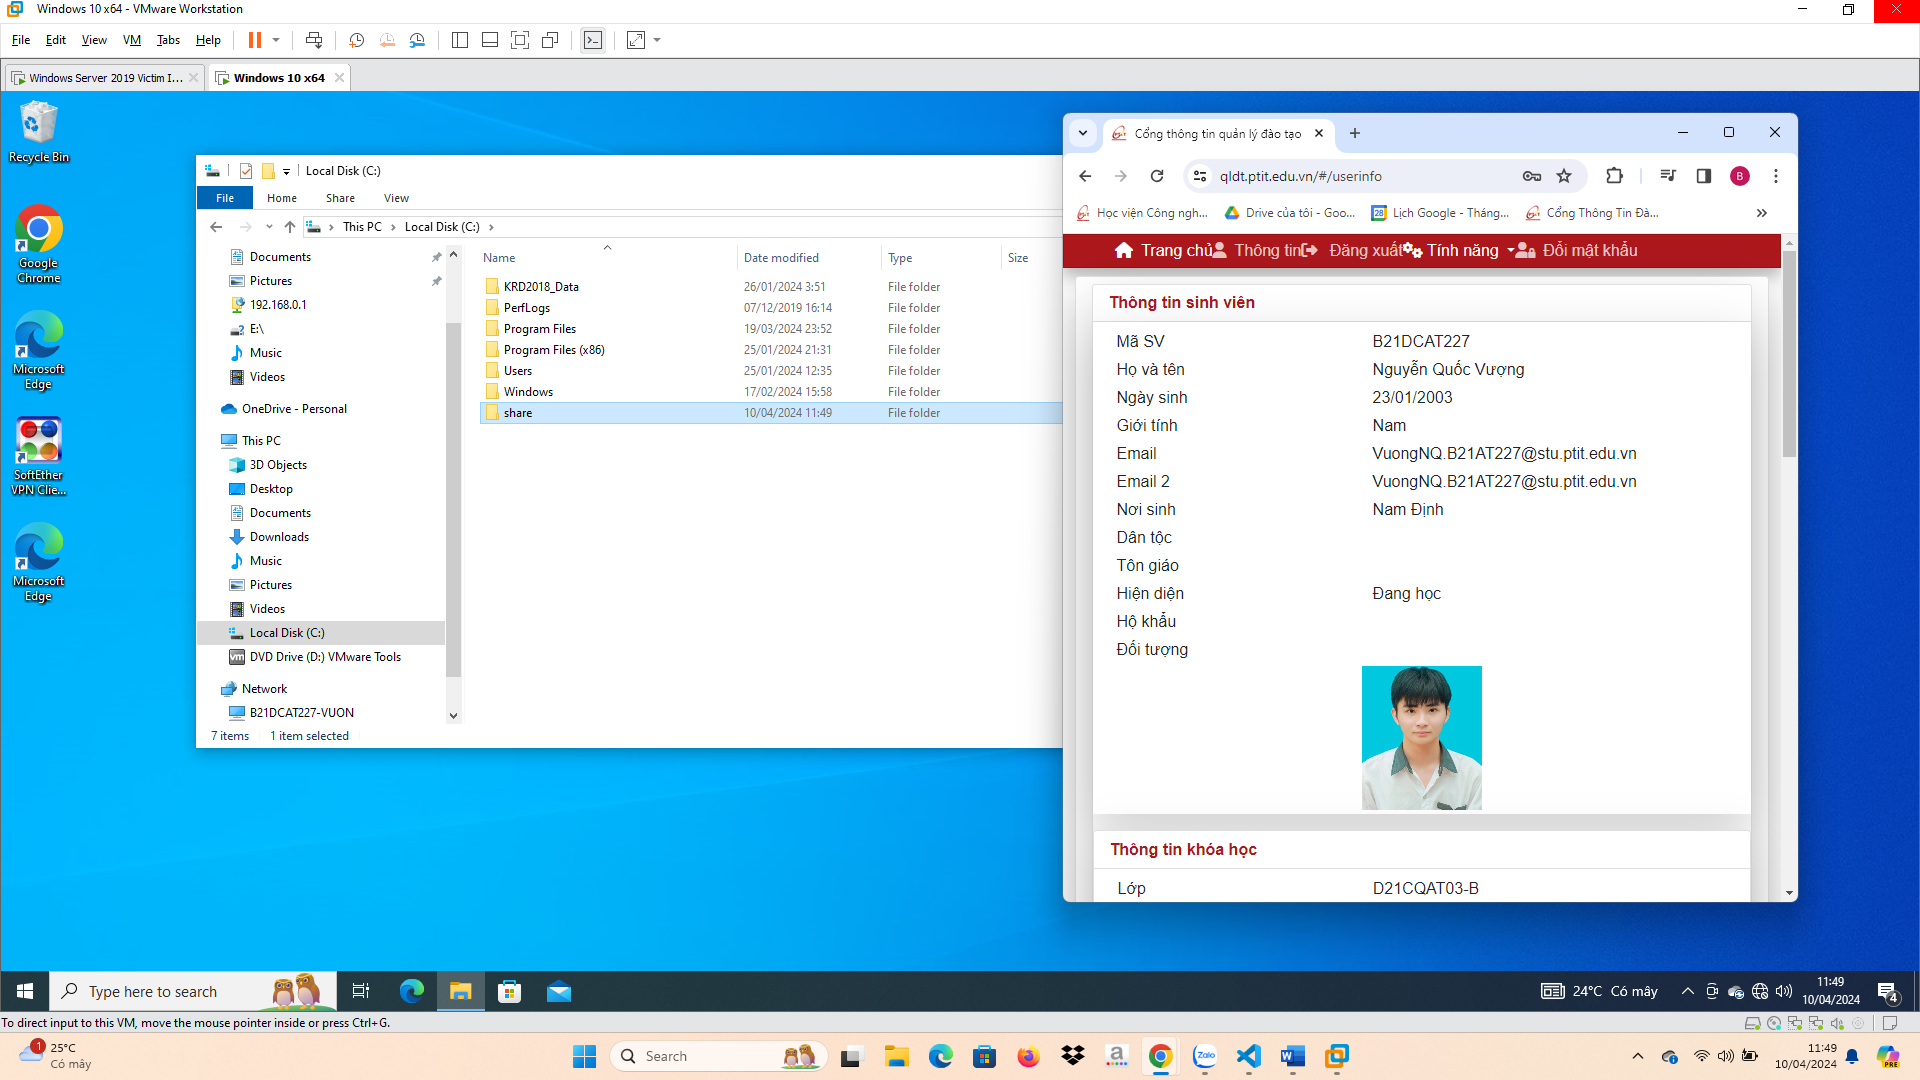 Windows 10 x64 - VMware Workstation
File Edit View VM Tabs Help
Windows Server 2019 Victim I... Windows 10 x64
Recycle Bin
Google Chrome
Microsoft Edge
SoftEther VPN Clie...
Microsoft Edge
Local Disk (C:)
File Home Share View
This PC Local Disk (C:)
Documents
Pictures
192.168.0.1
E:\
Music
Videos
OneDrive - Personal
This PC
3D Objects
Desktop
Documents
Downloads
Music
Pictures
Videos
Local Disk (C:)
DVD Drive (D:) VMware Tools
Network
B21DCAT227-VUON
Name Date modified Type Size
KRD2018_Data 26/01/2024 3:51 File folder
PerfLogs 07/12/2019 16:14 File folder
Program Files 19/03/2024 23:52 File folder
Program Files (x86) 25/01/2024 21:31 File folder
Users 25/01/2024 12:35 File folder
Windows 17/02/2024 15:58 File folder
share 10/04/2024 11:49 File folder
7 items 1 item selected
Cổng thông tin quản lý đào tạo
qldt.ptit.edu.vn/#/userinfo
B
Học viện Công ngh... Drive của tôi - Goo... 28 Lịch Google - Tháng... Cổng Thông Tin Đà...
Trang chủ Thông tin Đăng xuất Tính năng Đổi mật khẩu
Thông tin sinh viên
Mã SV B21DCAT227
Họ và tên Nguyễn Quốc Vượng
Ngày sinh 23/01/2003
Giới tính Nam
Email VuongNQ.B21AT227@stu.ptit.edu.vn
Email 2 VuongNQ.B21AT227@stu.ptit.edu.vn
Nơi sinh Nam Định
Dân tộc
Tôn giáo
Hiện diện Đang học
Hộ khẩu
Đối tượng
Thông tin khóa học
Lớp D21CQAT03-B
Type here to search
24°C Có mây
11:49
10/04/2024
4
To direct input to this VM, move the mouse pointer inside or press Ctrl+G.
1
25°C
Có mây
Search
a
Zalo
W
11:49
10/04/2024
PRE